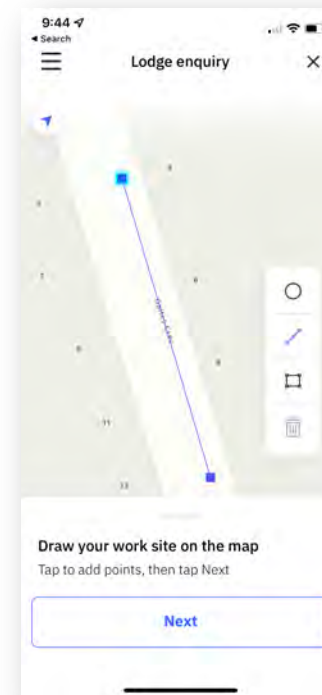 9:44
Search
Lodge enquiry
11
Draw your work site on the map
Tap to add points, then tap Next
Next